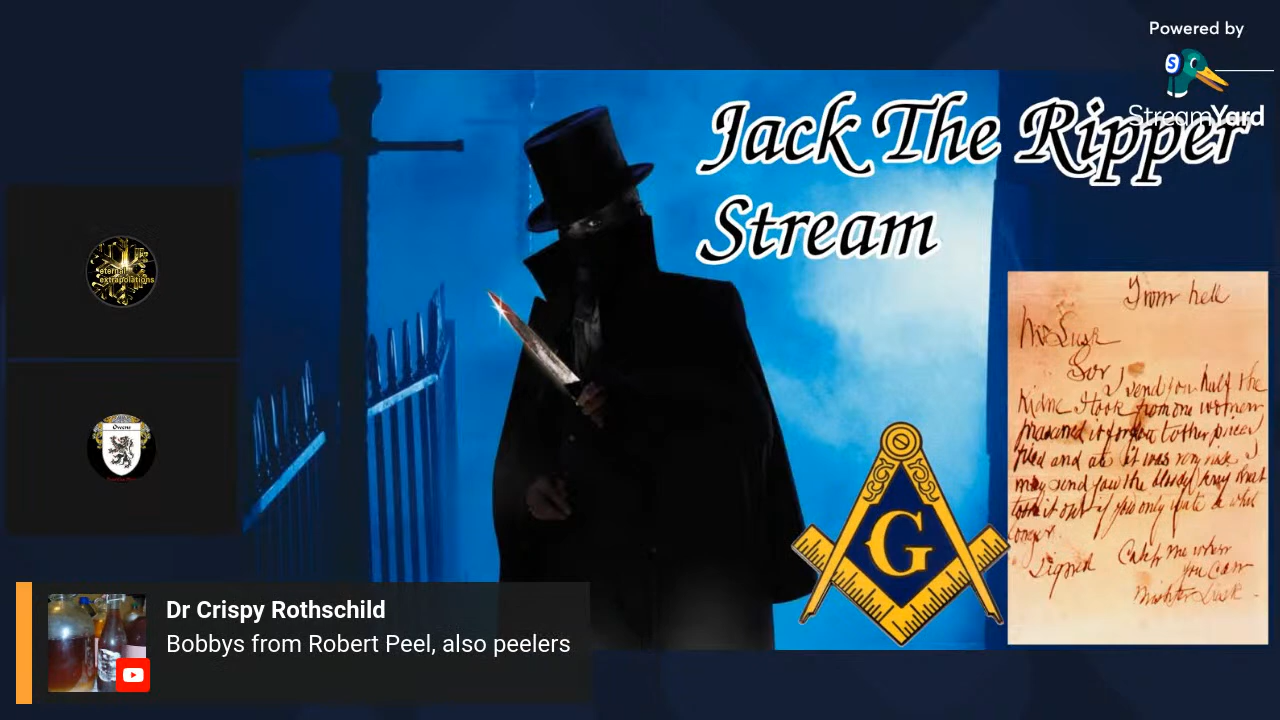 Powered by
StreamYard
Jack The Ripper
Stream
eternal
extrapolations
Owens
From hell
Mr Lusk
Sor
I send you half the
Kidne I took from one women
prasarved it for you tother piece I
fried and ate it was very nise I
may send you the bloody knif that
took it out if you only wate a whil
longer
signed
Catch me when
you Can
Mishter Lusk
G
Dr Crispy Rothschild
Bobbys from Robert Peel, also peelers